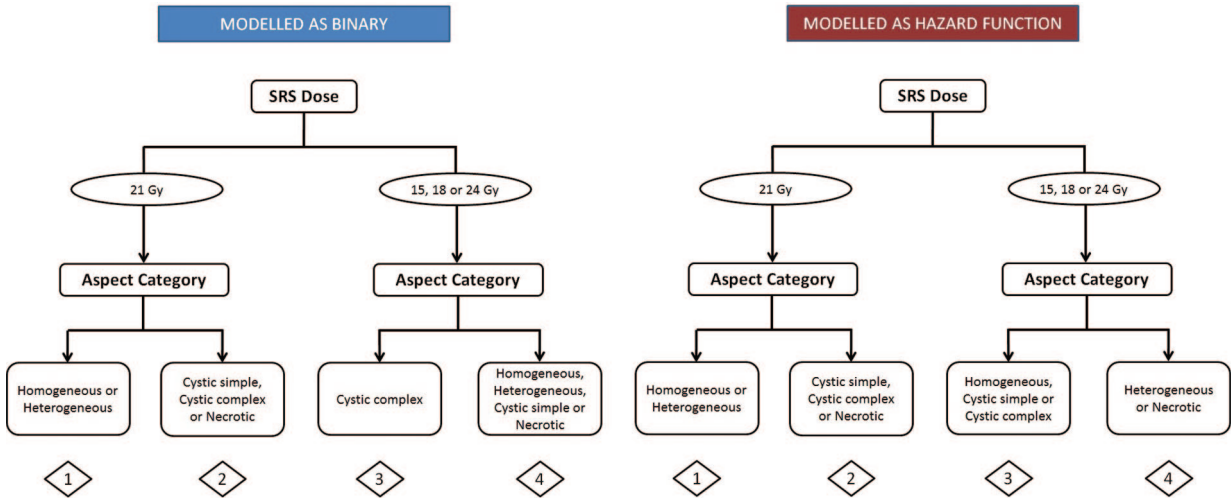 MODELLED AS BINARY
SRS Dose
21 Gy
15, 18 or 24 Gy
Aspect Category
Aspect Category
Homogeneous or
Heterogeneous
Cystic simple,
Cystic complex
or Necrotic
Cystic complex
Homogeneous,
Heterogeneous,
Cystic simple or
Necrotic
1
2
3
4
MODELLED AS HAZARD FUNCTION
SRS Dose
21 Gy
15, 18 or 24 Gy
Aspect Category
Aspect Category
Homogeneous or
Heterogeneous
Cystic simple,
Cystic complex
or Necrotic
Homogeneous,
Cystic simple or
Cystic complex
Heterogeneous
or Necrotic
1
2
3
4